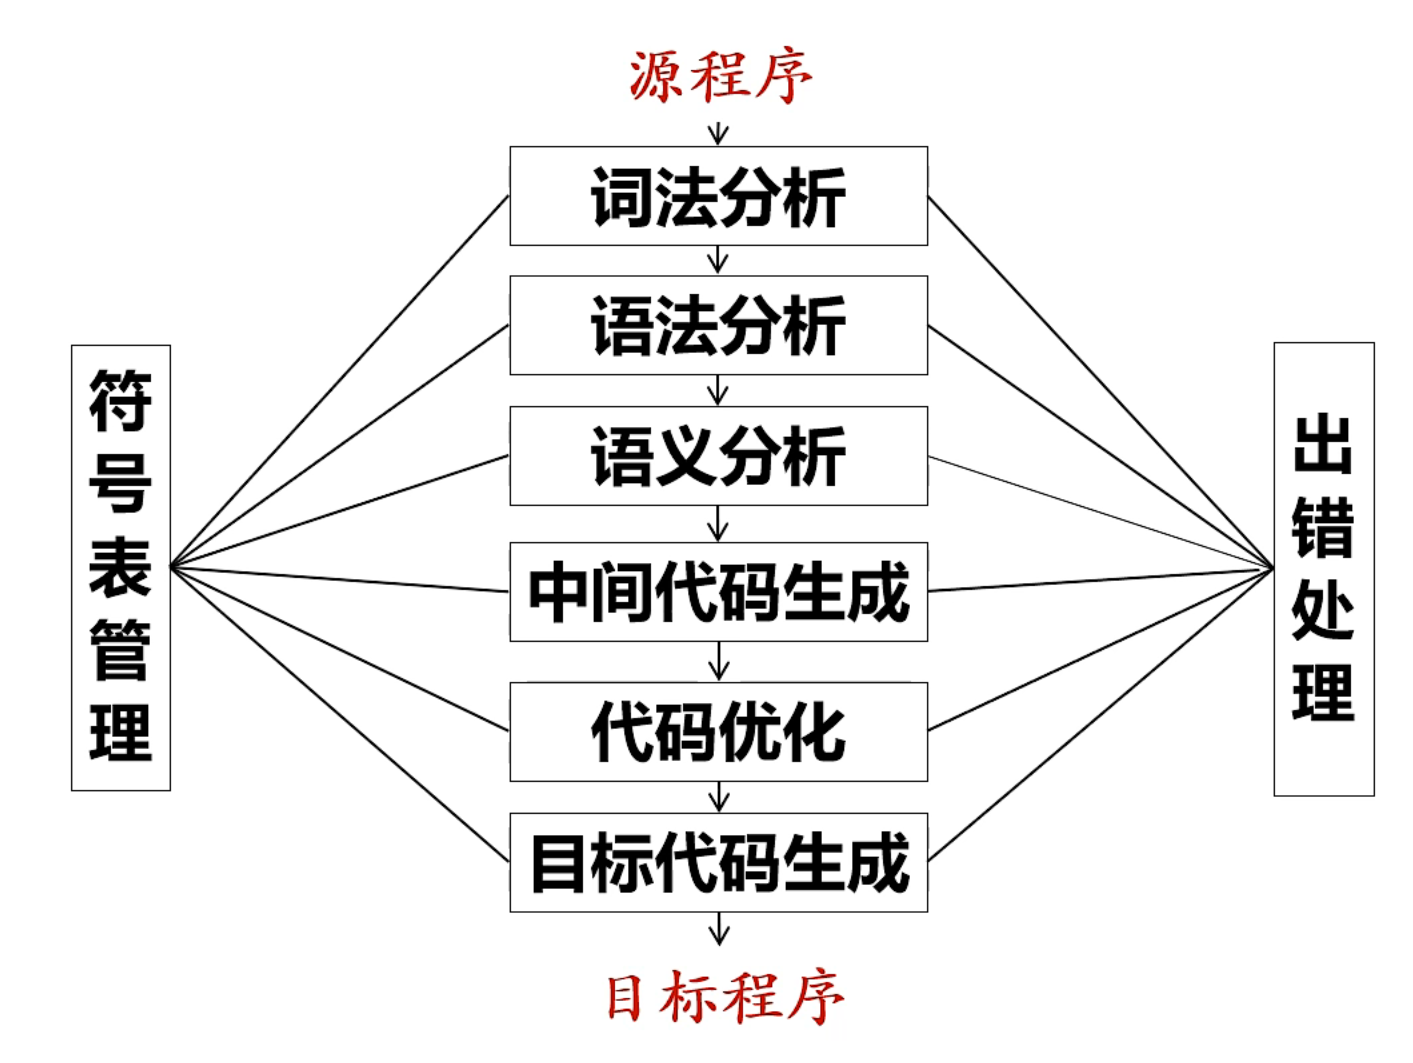 源程序
词法分析
语法分析
语义分析
中间代码生成
代码优化
目标代码生成
目标程序
符号表管理
出错处理